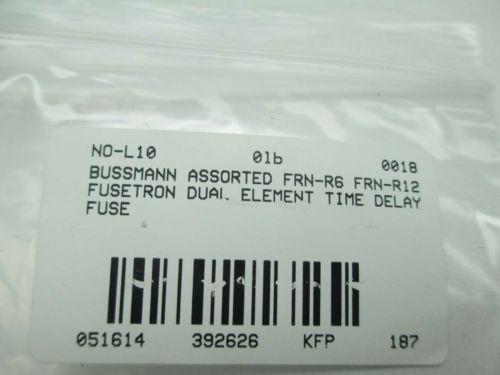 NO-L10 01b 0018
BUSSMANN ASSORTED FRN-R6 FRN-R12
FUSETRON DUAL ELEMENT TIME DELAY
FUSE
051614 392626 KFP 187